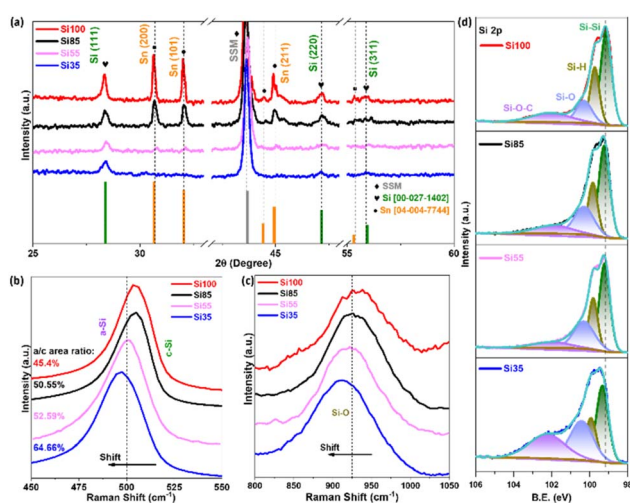 (a)
Si100
Si85
Si55
Si35
Si (111)
Sn (200)
Sn (101)
SSM
Sn (211)
Si (220)
Si (311)
Intensity (a.u.)
SSM
Si [00-027-1402]
Sn [04-004-7744]
25 30 45 50 55 60
2θ (Degree)
(b)
Si100
Si85
Si55
Si35
a-Si
c-Si
a/c area ratio:
45.4%
50.55%
52.59%
64.66%
Shift
Intensity (a.u.)
450 475 500 525 550
Raman Shift (cm⁻¹)
(c)
Si100
Si85
Si55
Si35
Si-O
Shift
Intensity (a.u.)
800 850 900 950 1000 1050
Raman Shift (cm⁻¹)
(d)
Si 2p
Si-Si
Si100
Si-H
Si-O
Si-O-C
Si85
Si55
Si35
Intensity (a.u.)
106 104 102 100 98
B.E. (eV)